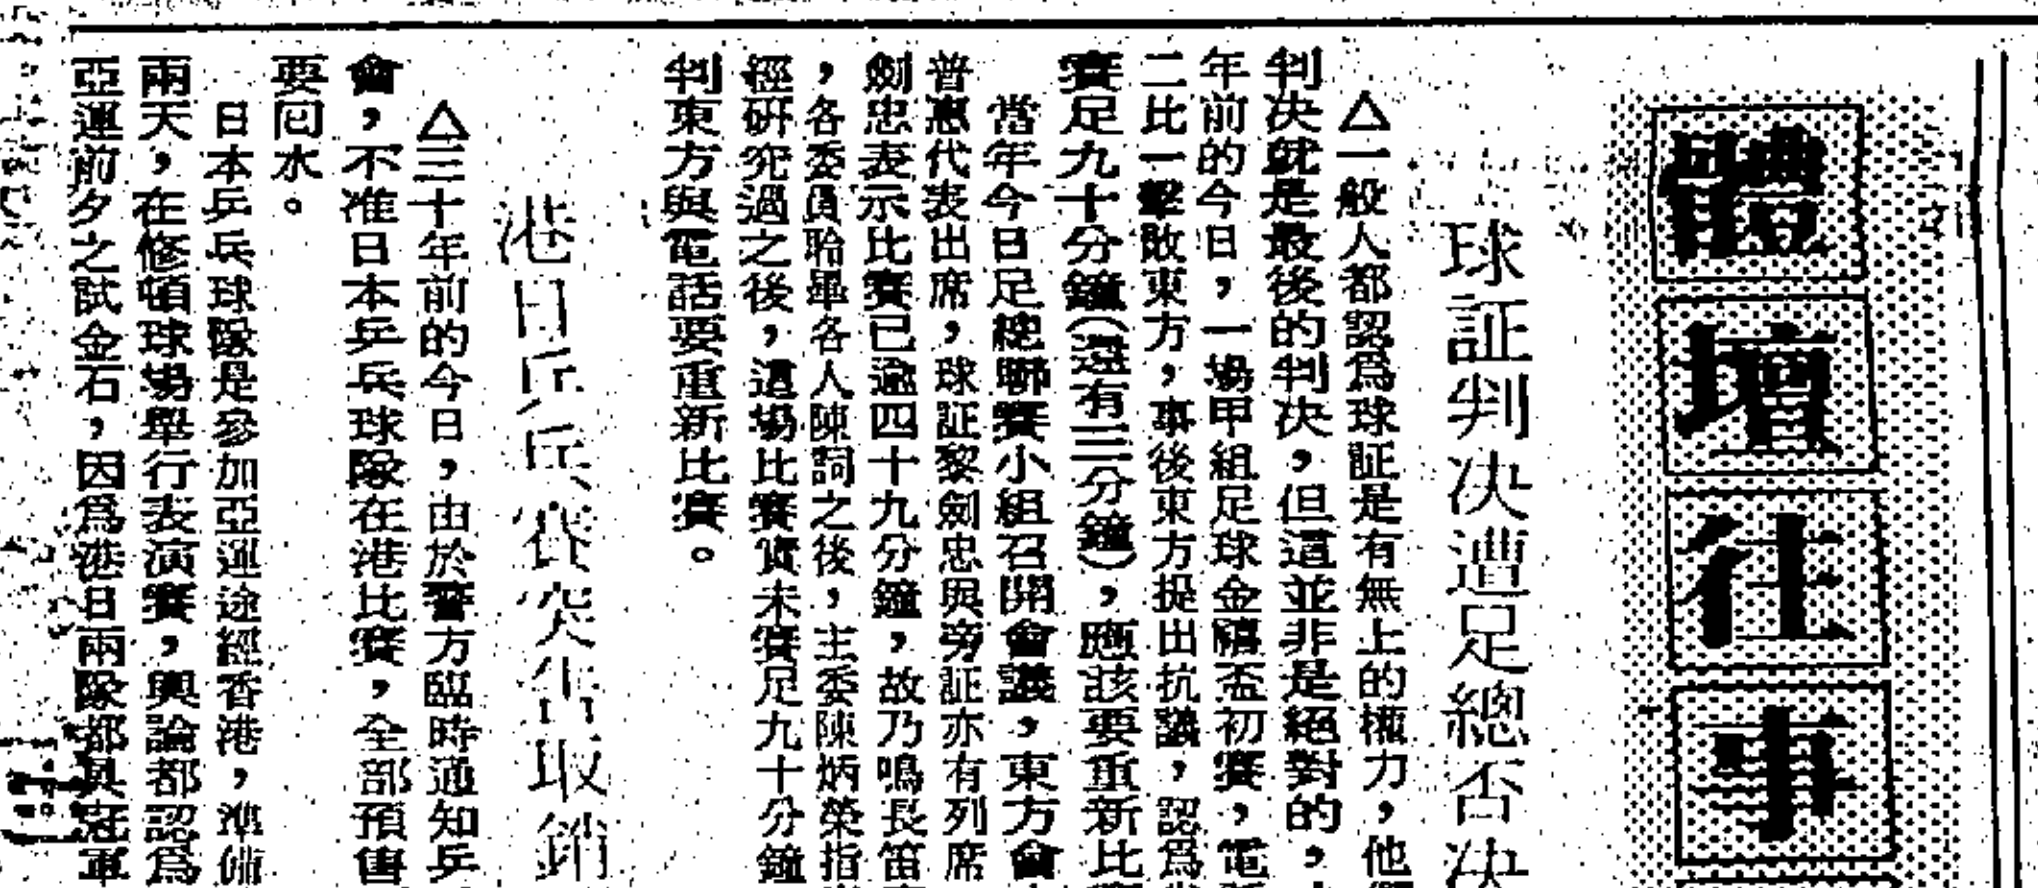 體壇往事
球証判决遭足總否决
△一般人都認爲球証是有無上的權力，他
判决就是最後的判决，但這並非是絕對的，
年前的今日，一場甲組足球金禧盃初賽，電
二比一擊敗東方，事後東方提出抗議，認爲
賽足九十分鐘（還有三分鐘），應該要重新比
當年今日足總聯賽小組召開會議，東方會
普惠代表出席，球証黎劍忠與旁証亦有列席
劍忠表示比賽已逾四十九分鐘，故乃鳴長笛
，各委員聆畢各人陳詞之後，主委陳炳榮指
經研究過之後，這場比賽實未賽足九十分鐘
判東方與電話要重新比賽。
港日乒乓賽突告取銷
△三十年前的今日，由於警方臨時通知乒
會，不准日本乒乓球隊在港比賽，全部預售
要回水。
日本乒乓球隊是參加亞運途經香港，準備
兩天，在修頓球場舉行表演賽，輿論都認爲
亞運前夕之試金石，因爲港日兩隊都具冠軍